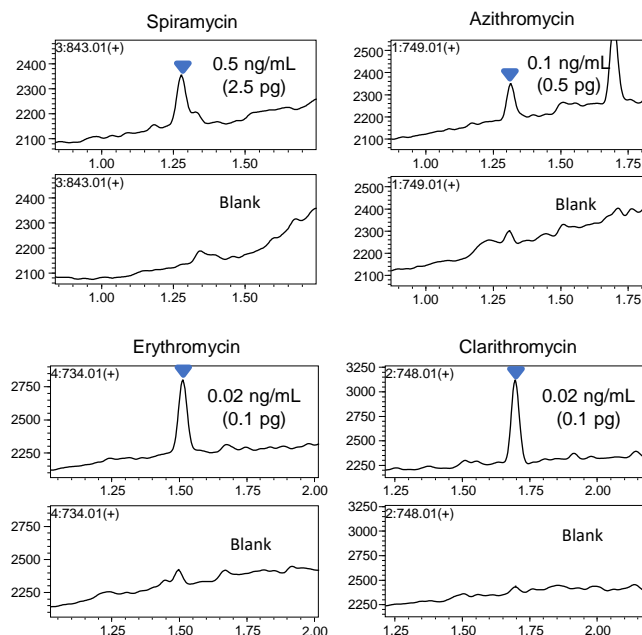 Spiramycin
3:843.01(+)
0.5 ng/mL
(2.5 pg)
2400
2300
2200
2100
1.00 1.25 1.50
3:843.01(+)
Blank
2400
2300
2200
2100
1.00 1.25 1.50
Azithromycin
1:749.01(+)
0.1 ng/mL
(0.5 pg)
2500
2400
2300
2200
2100
1.00 1.25 1.50 1.75
1:749.01(+)
Blank
2500
2400
2300
2200
2100
1.00 1.25 1.50 1.75
Erythromycin
4:734.01(+)
0.02 ng/mL
(0.1 pg)
2750
2500
2250
1.25 1.50 1.75 2.00
4:734.01(+)
Blank
2750
2500
2250
1.25 1.50 1.75 2.00
Clarithromycin
2:748.01(+)
0.02 ng/mL
(0.1 pg)
3250
3000
2750
2500
2250
1.25 1.50 1.75 2.00
2:748.01(+)
Blank
3250
3000
2750
2500
2250
1.25 1.50 1.75 2.00